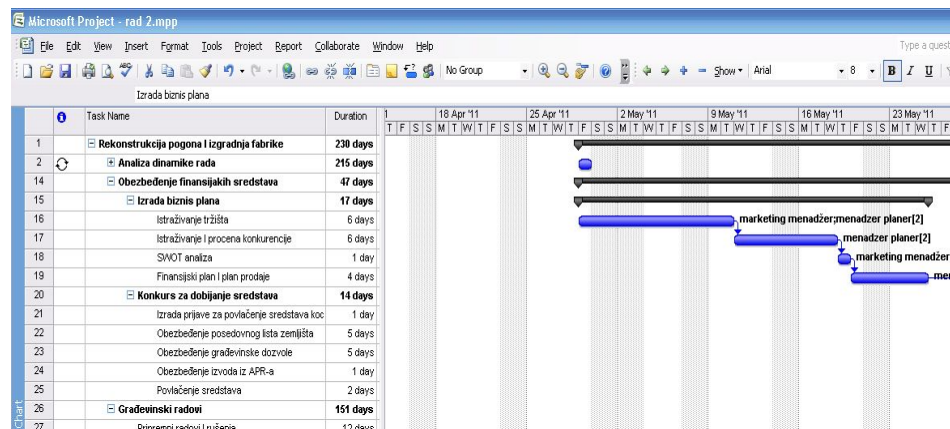 Microsoft Project - rad 2.mpp
File Edit View Insert Format Tools Project Report Collaborate Window Help Type a quest
No Group Show Arial 8 B I U
Izrada biznis plana
Task Name Duration 18 Apr '11 25 Apr '11 2 May '11 9 May '11 16 May '11 23 May '11
T F S S M T W T F S S M T W T F S S M T W T F S S M T W T F S S M T W T F S S M T W T F
1 Rekonstrukcija pogona I izgradnja fabrike 230 days
2 Analiza dinamike rada 215 days
14 Obezbeđenje finansijakih sredstava 47 days
15 Izrada biznis plana 17 days
16 Istraživanje tržišta 6 days marketing menadžer;menadzer planer[2]
17 Istraživanje I procena konkurencije 6 days menadzer planer[2]
18 SWOT analiza 1 day marketing menadžer
19 Finansijski plan I plan prodaje 4 days me
20 Konkurs za dobijanje sredstava 14 days
21 Izrada prijave za povlačenje sredstava kod 1 day
22 Obezbeđenje posedovnog lista zemljišta 5 days
23 Obezbeđenje građevinske dozvole 5 days
24 Obezbeđenje izvoda iz APR-a 1 day
25 Povlačenje sredstava 2 days
26 Građevinski radovi 151 days
27 Pripremni radovi I rušenja 12 days
Chart